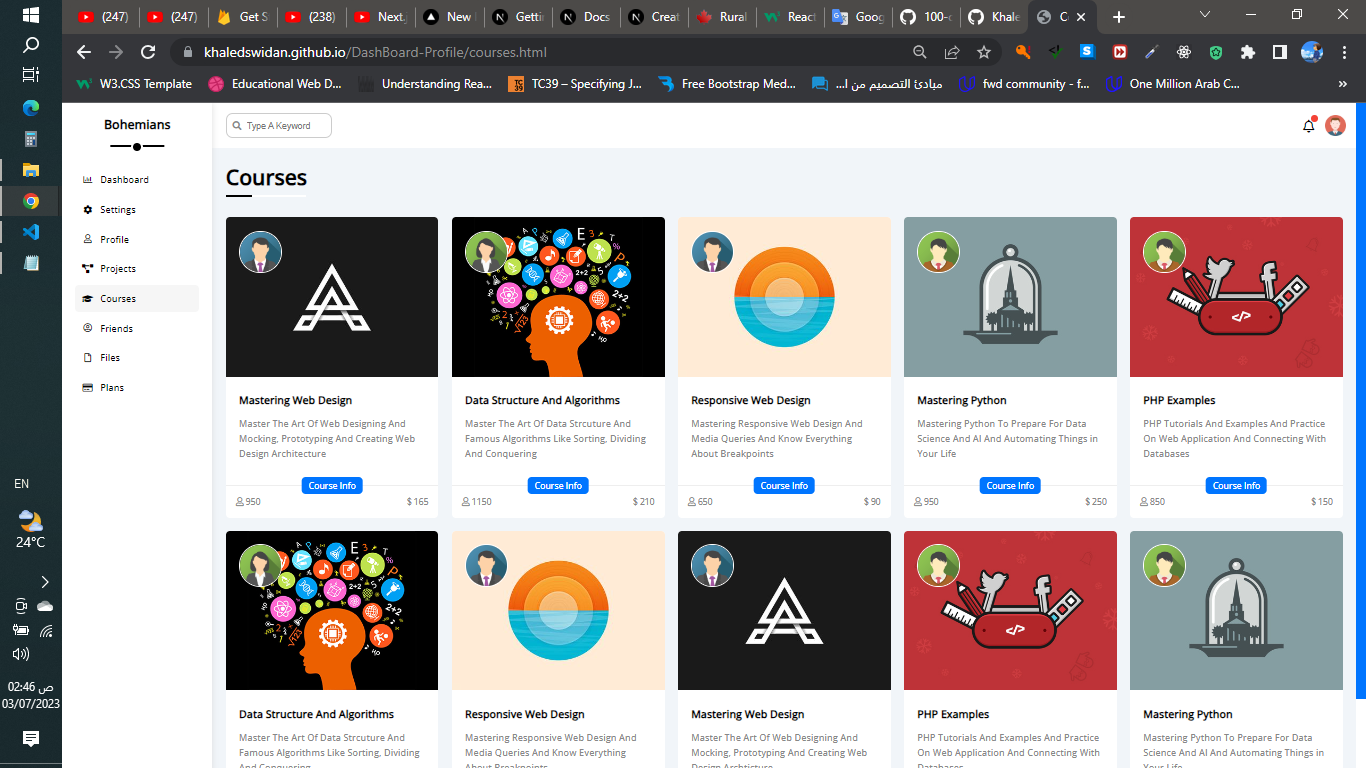 (247)
(247)
Get S
(238)
Next.
New
Gettin
Docs
Creat
Rural
React
Goog
100-d
Khale
Co
khaledswidan.github.io/DashBoard-Profile/courses.html
W3.CSS Template
Educational Web D...
Understanding Rea...
TC39 – Specifying J...
Free Bootstrap Med...
مبادئ التصميم من ا...
fwd community - f...
One Million Arab C...
Bohemians
Type A Keyword
Dashboard
Settings
Profile
Projects
Courses
Friends
Files
Plans
Courses
Mastering Web Design
Master The Art Of Web Designing And
Mocking, Prototyping And Creating Web
Design Architecture
Course Info
950
$ 165
Data Structure And Algorithms
Master The Art Of Data Strcuture And
Famous Algorithms Like Sorting, Dividing
And Conquering
Course Info
1150
$ 210
Responsive Web Design
Mastering Responsive Web Design And
Media Queries And Know Everything
About Breakpoints
Course Info
650
$ 90
Mastering Python
Mastering Python To Prepare For Data
Science And AI And Automating Things in
Your Life
Course Info
950
$ 250
PHP Examples
PHP Tutorials And Examples And Practice
On Web Application And Connecting With
Databases
Course Info
850
$ 150
Data Structure And Algorithms
Master The Art Of Data Strcuture And
Famous Algorithms Like Sorting, Dividing
And Conquering
Responsive Web Design
Mastering Responsive Web Design And
Media Queries And Know Everything
About Breakpoints
Mastering Web Design
Master The Art Of Web Designing And
Mocking, Prototyping And Creating Web
PHP Examples
PHP Tutorials And Examples And Practice
On Web Application And Connecting With
Databases
Mastering Python
Mastering Python To Prepare For Data
Science And AI And Automating Things in
Your Life
EN
24°C
02:46 ص
03/07/2023